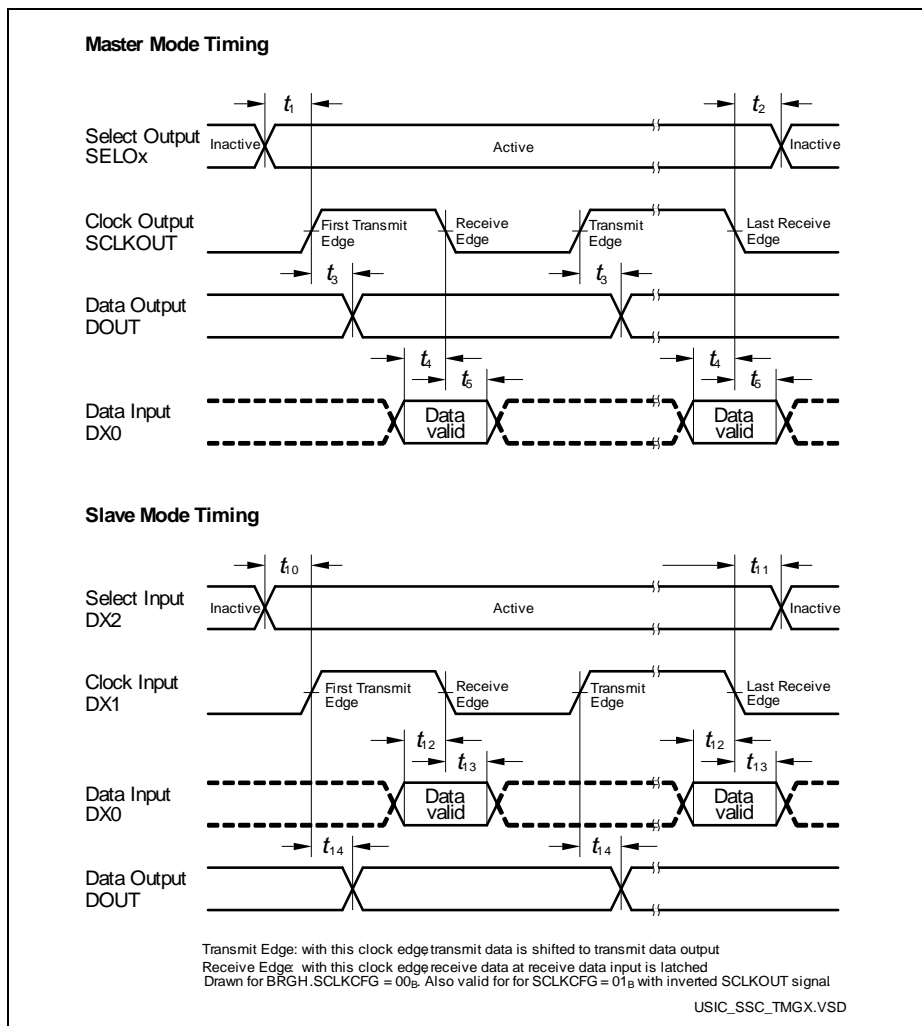 Master Mode Timing
t1
t2
Select Output
SELOx
Inactive
Active
Inactive
Clock Output
SCLKOUT
First Transmit
Edge
Receive
Edge
Transmit
Edge
Last Receive
Edge
t3
t3
Data Output
DOUT
t4
t5
t4
t5
Data Input
DX0
Data
valid
Data
valid
Slave Mode Timing
t10
t11
Select Input
DX2
Inactive
Active
Inactive
Clock Input
DX1
First Transmit
Edge
Receive
Edge
Transmit
Edge
Last Receive
Edge
t12
t13
t12
t13
Data Input
DX0
Data
valid
Data
valid
t14
t14
Data Output
DOUT
Transmit Edge: with this clock edge, transmit data is shifted to transmit data output
Receive Edge: with this clock edge, receive data at receive data input is latched
Drawn for BRGH.SCLKCFG = 00B. Also valid for for SCLKCFG = 01B with inverted SCLKOUT signal.
USIC_SSC_TMGX.VSD